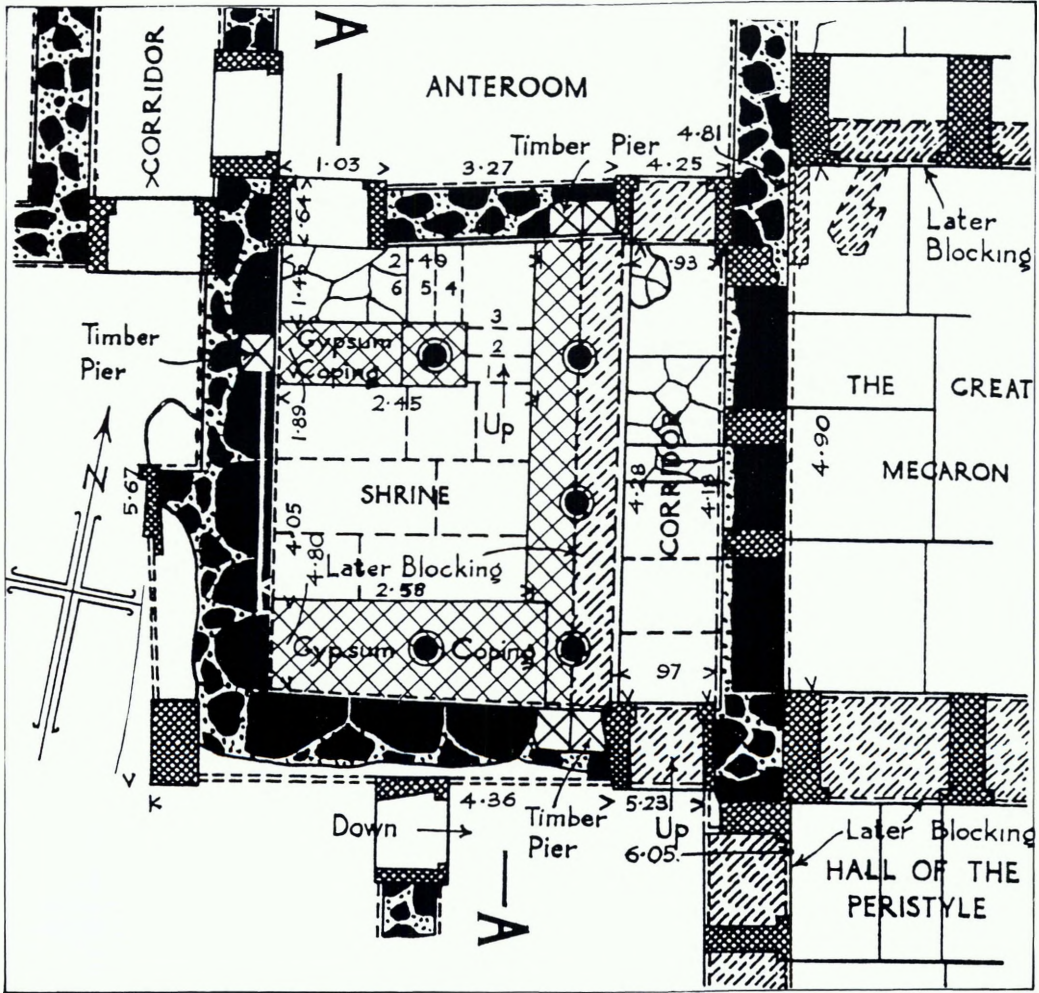 A
CORRIDOR
ANTEROOM
Timber Pier
4·81
1·03
3·27
4·25
·64
Later
Blocking
2·40
·93
1·45
6
5
4
3
2
1
Timber
Pier
Gypsum
Coping
THE GREAT
1·89
2·45
Up
4·90
N
5·67
SHRINE
CORRIDOR
MECARON
4·28
4·18
4·05
4·80
Later Blocking
2·58
Gypsum Coping
97
4·36
5·23
Down
Timber
Pier
Up
6·05
Later Blocking
HALL OF THE
PERISTYLE
A